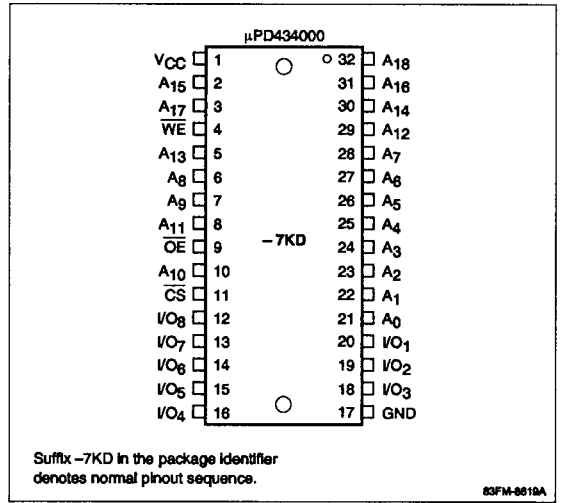 μPD434000
VCC 1 32 A18
A15 2 31 A16
A17 3 30 A14
WE 4 29 A12
A13 5 28 A7
A8 6 27 A6
A9 7 26 A5
A11 8 25 A4
OE 9 –7KD 24 A3
A10 10 23 A2
CS 11 22 A1
I/O8 12 21 A0
I/O7 13 20 I/O1
I/O6 14 19 I/O2
I/O5 15 18 I/O3
I/O4 16 17 GND
Suffix –7KD in the package identifier
denotes normal pinout sequence.
83FM-8619A